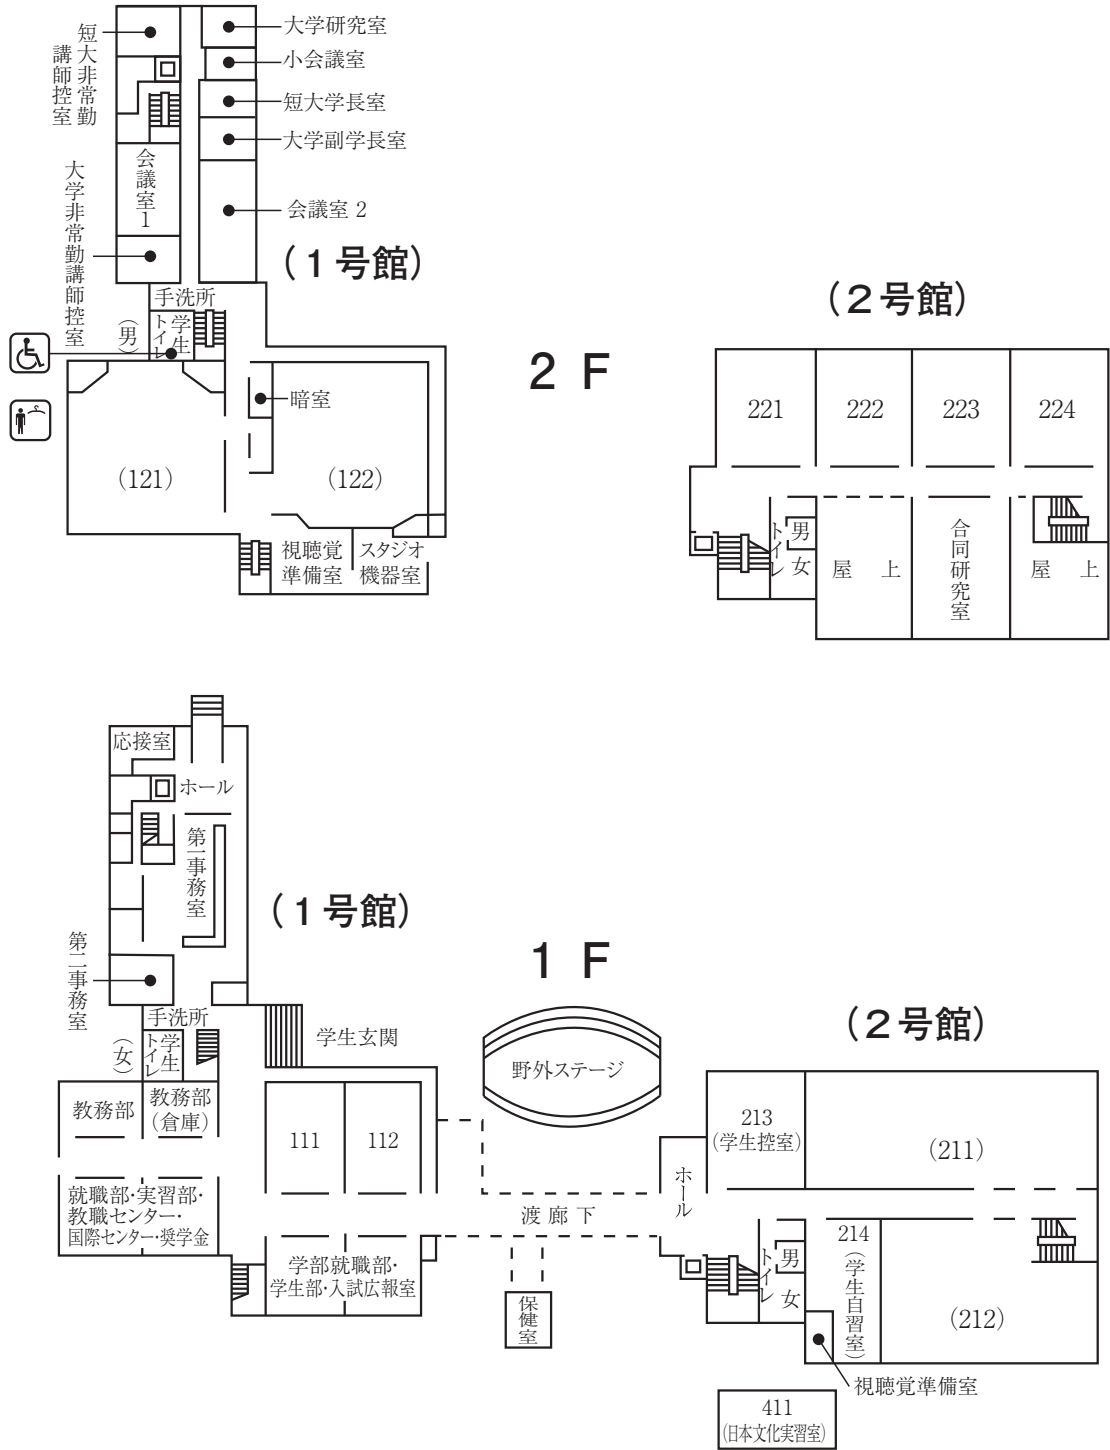 短大非常勤
講師控室
大学研究室
小会議室
短大学長室
大学副学長室
会議室1
会議室 2
大学非常勤講師控室
（1号館）
手洗所
（男）
学生
トイレ
暗室
（121）
（122）
視聴覚
準備室
スタジオ
機器室
2 F
（2号館）
221
222
223
224
トイレ
男
女
屋 上
合同研究室
屋 上
応接室
ホール
第一事務室
（1号館）
第二事務室
手洗所
（女）
学生
トイレ
学生玄関
教務部
教務部
（倉庫）
111
112
就職部・実習部・
教職センター・
国際センター・奨学金
学部就職部・
学生部・入試広報室
1 F
野外ステージ
渡 廊 下
保健室
（2号館）
213
（学生控室）
（211）
ホール
トイレ
男
女
214
（学生自習室）
（212）
視聴覚準備室
411
（日本文化実習室）